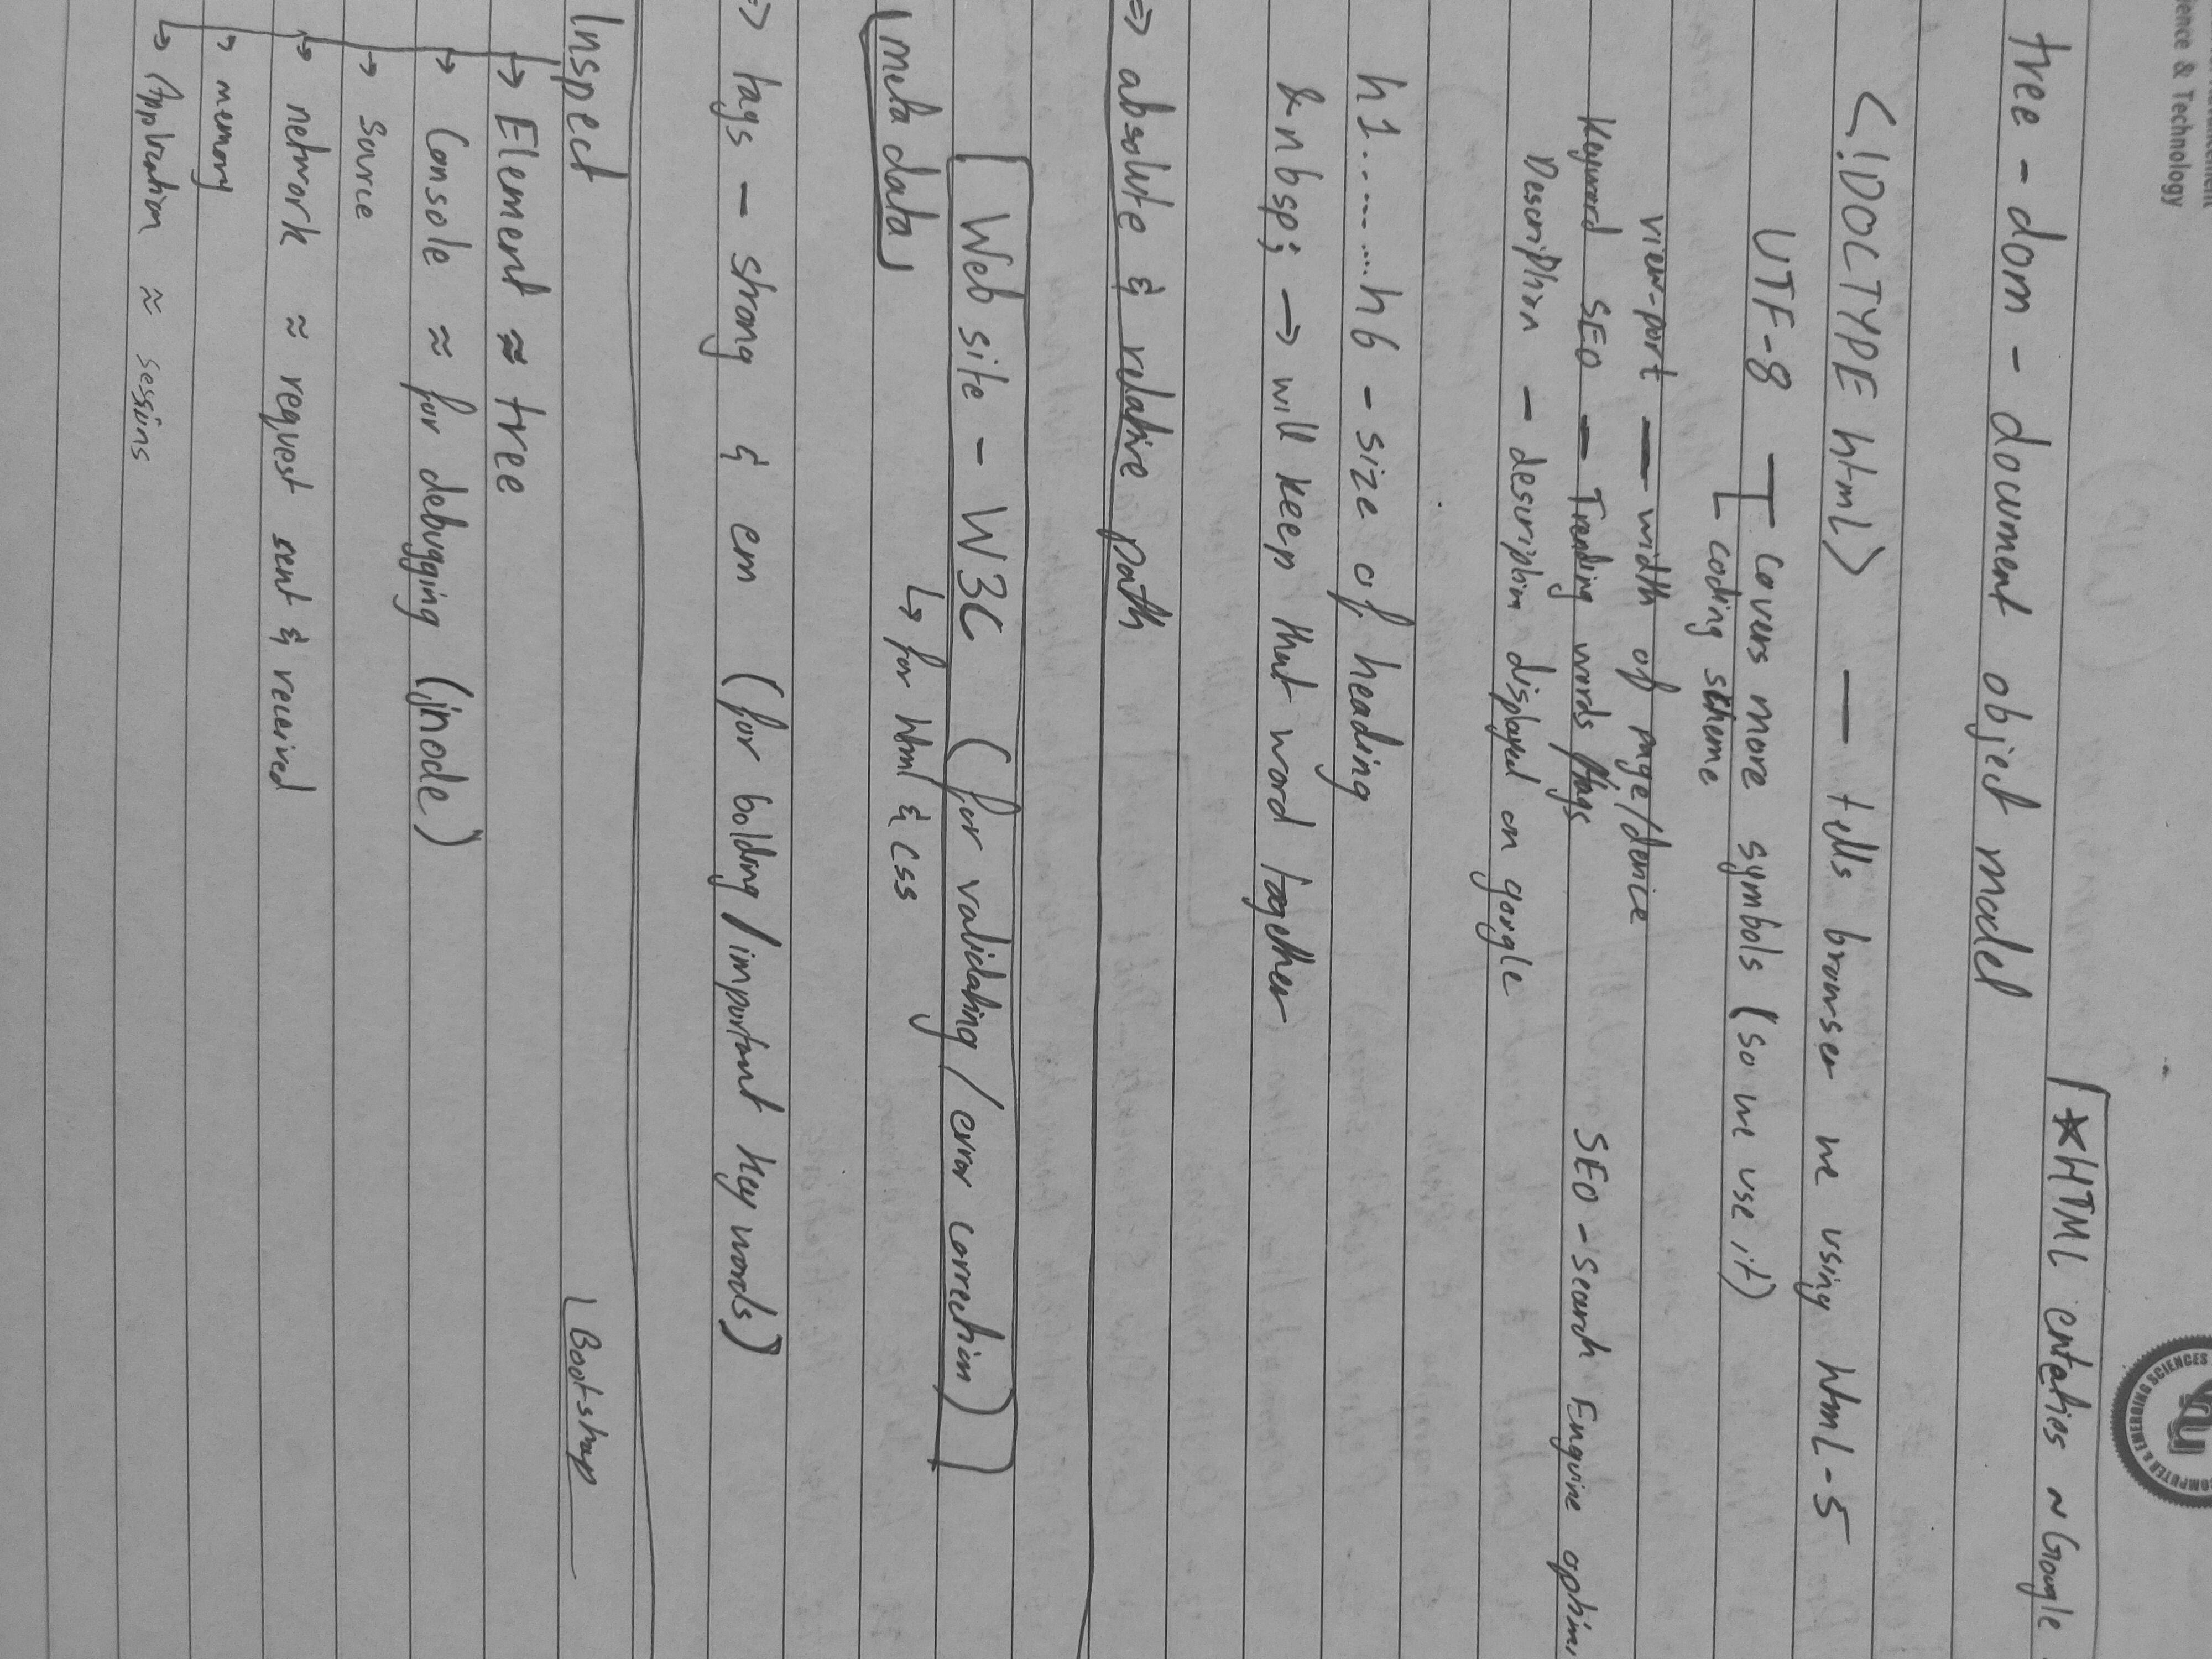 ience & Technology
*HTML entaties ~ Google
tree - dom - document object model
<!DOCTYPE html> — tells browser we using html-5
UTF-8 covers more symbols (so we use it)
coding scheme
view-port — width of page/device
Keyword SEO — Trending words/tags SEO - Search Enguine optimi
Description - description displayed on google
h1..........h6 - size of heading
&nbsp; → will keep that word together
=> absolute & relative path
Web site - W3C (for validating/error correction)
meta data ↳ for html & css
=> tags - strong & em (for bolding/important key words)
Inspect Bootstrap
↳ Element ≈ tree
↳ Console ≈ for debugging (inode)
→ Source
↳ network ≈ request sent & received
→ memory
↳ Application ≈ sessions
COMPUTER & EMERGING SCIENCES